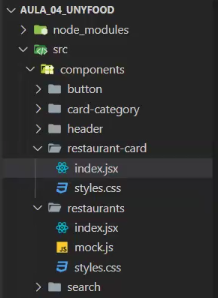 AULA_04_UNYFOOD
node_modules
src
components
button
card-category
header
restaurant-card
index.jsx
styles.css
restaurants
index.jsx
JS mock.js
styles.css
search